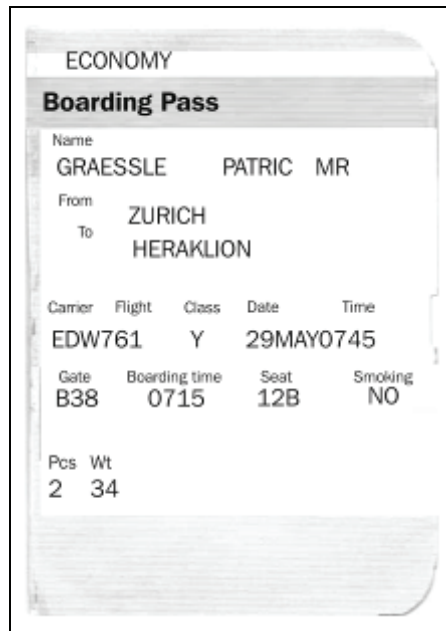 ECONOMY
Boarding Pass
Name
GRAESSLE PATRIC MR
From
ZURICH
To
HERAKLION
Carrier Flight Class Date Time
EDW761 Y 29MAY0745
Gate Boarding time Seat Smoking
B38 0715 12B NO
Pcs Wt
2 34